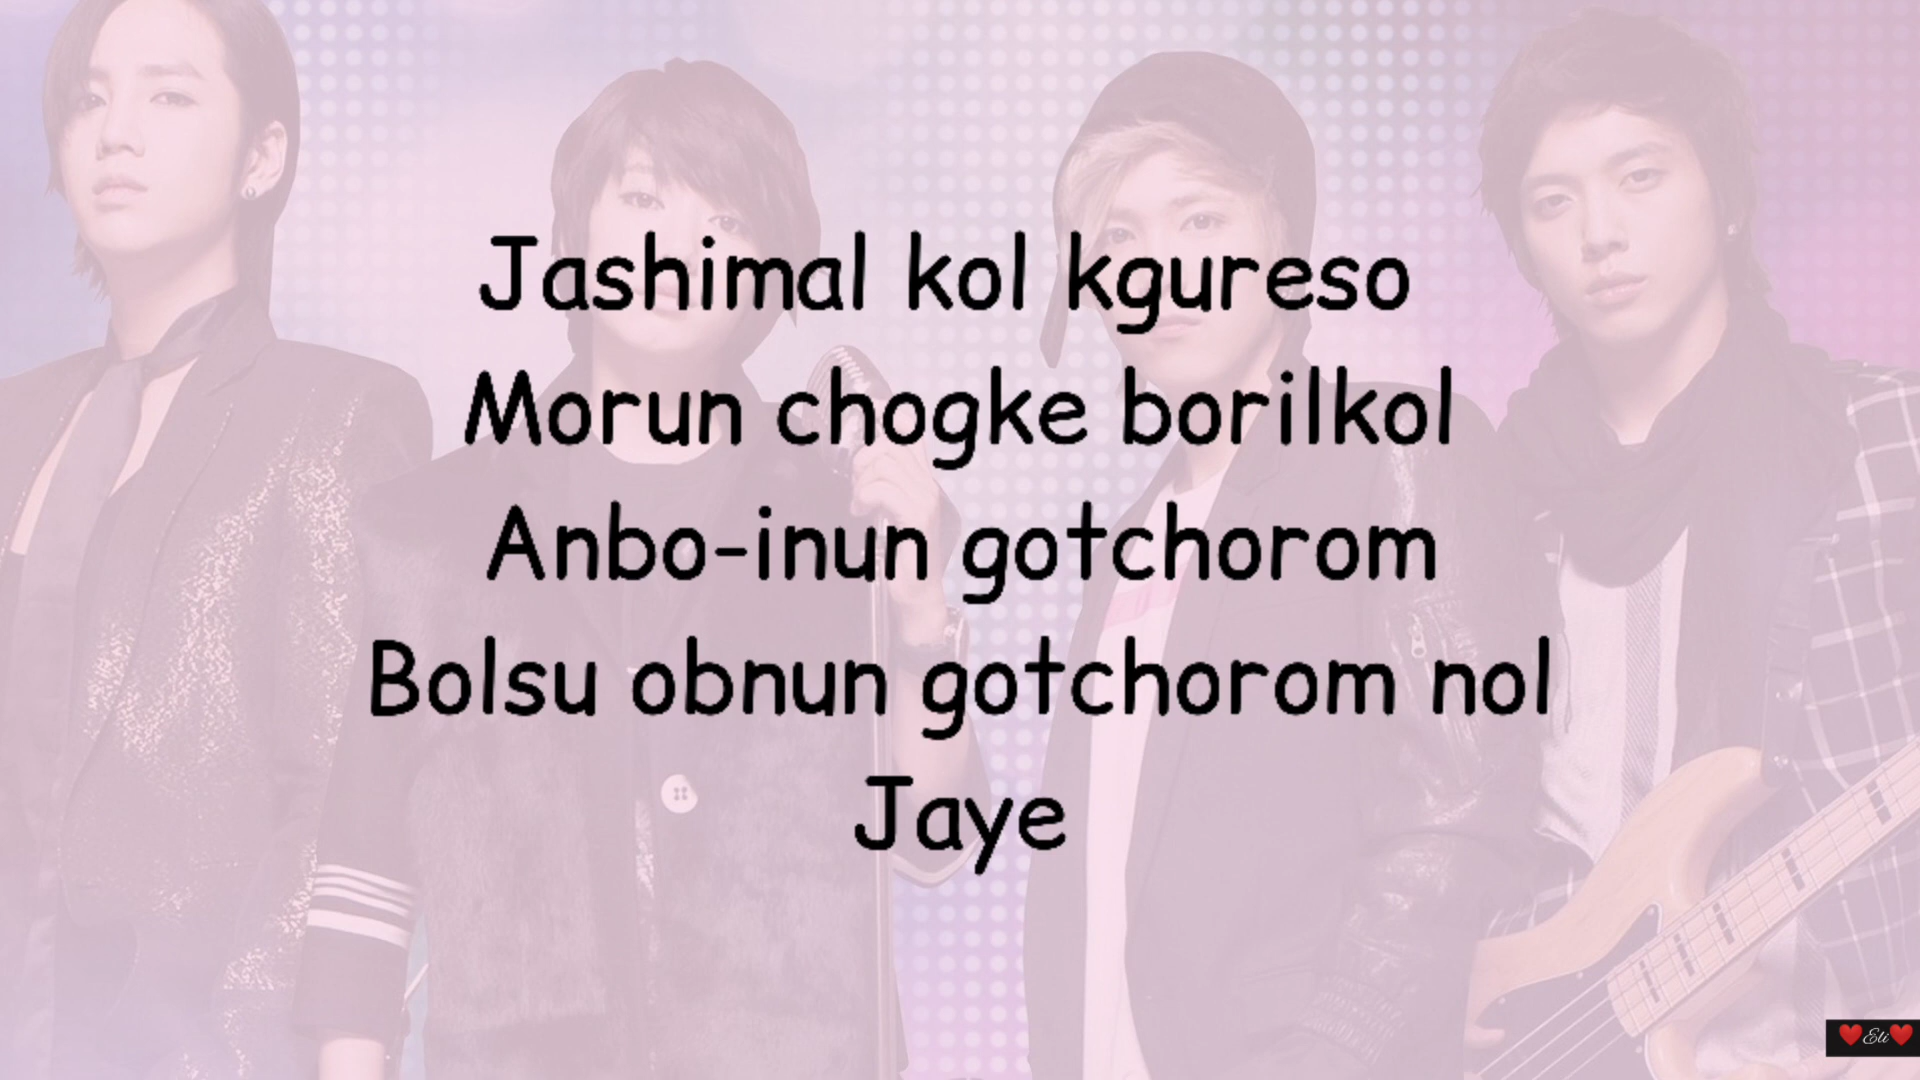 Jashimal kol kgureso
Morun chogke borilkol
Anbo-inun gotchorom
Bolsu obnun gotchorom nol
Jaye
❤️Eli❤️